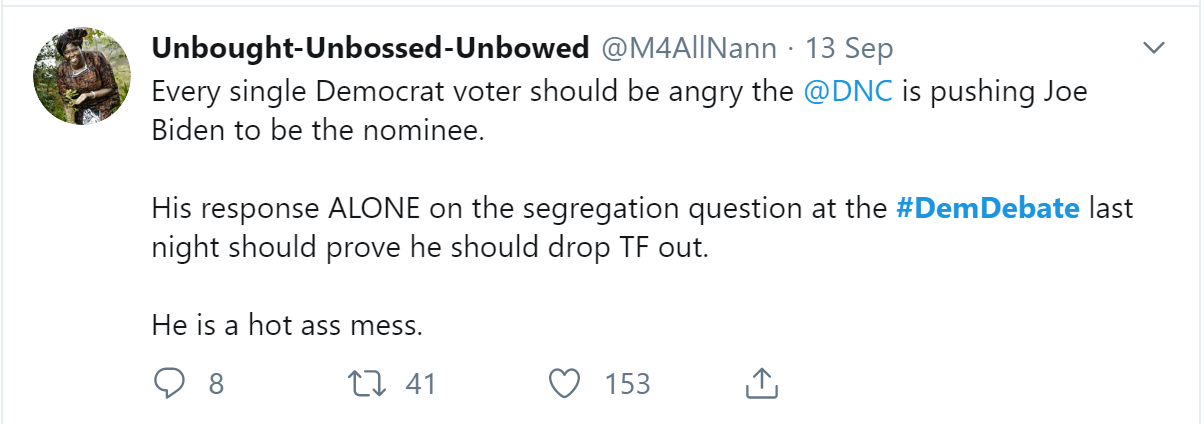 Unbought-Unbossed-Unbowed @M4AllNann · 13 Sep
Every single Democrat voter should be angry the @DNC is pushing Joe
Biden to be the nominee.
His response ALONE on the segregation question at the #DemDebate last
night should prove he should drop TF out.
He is a hot ass mess.
8 41 153